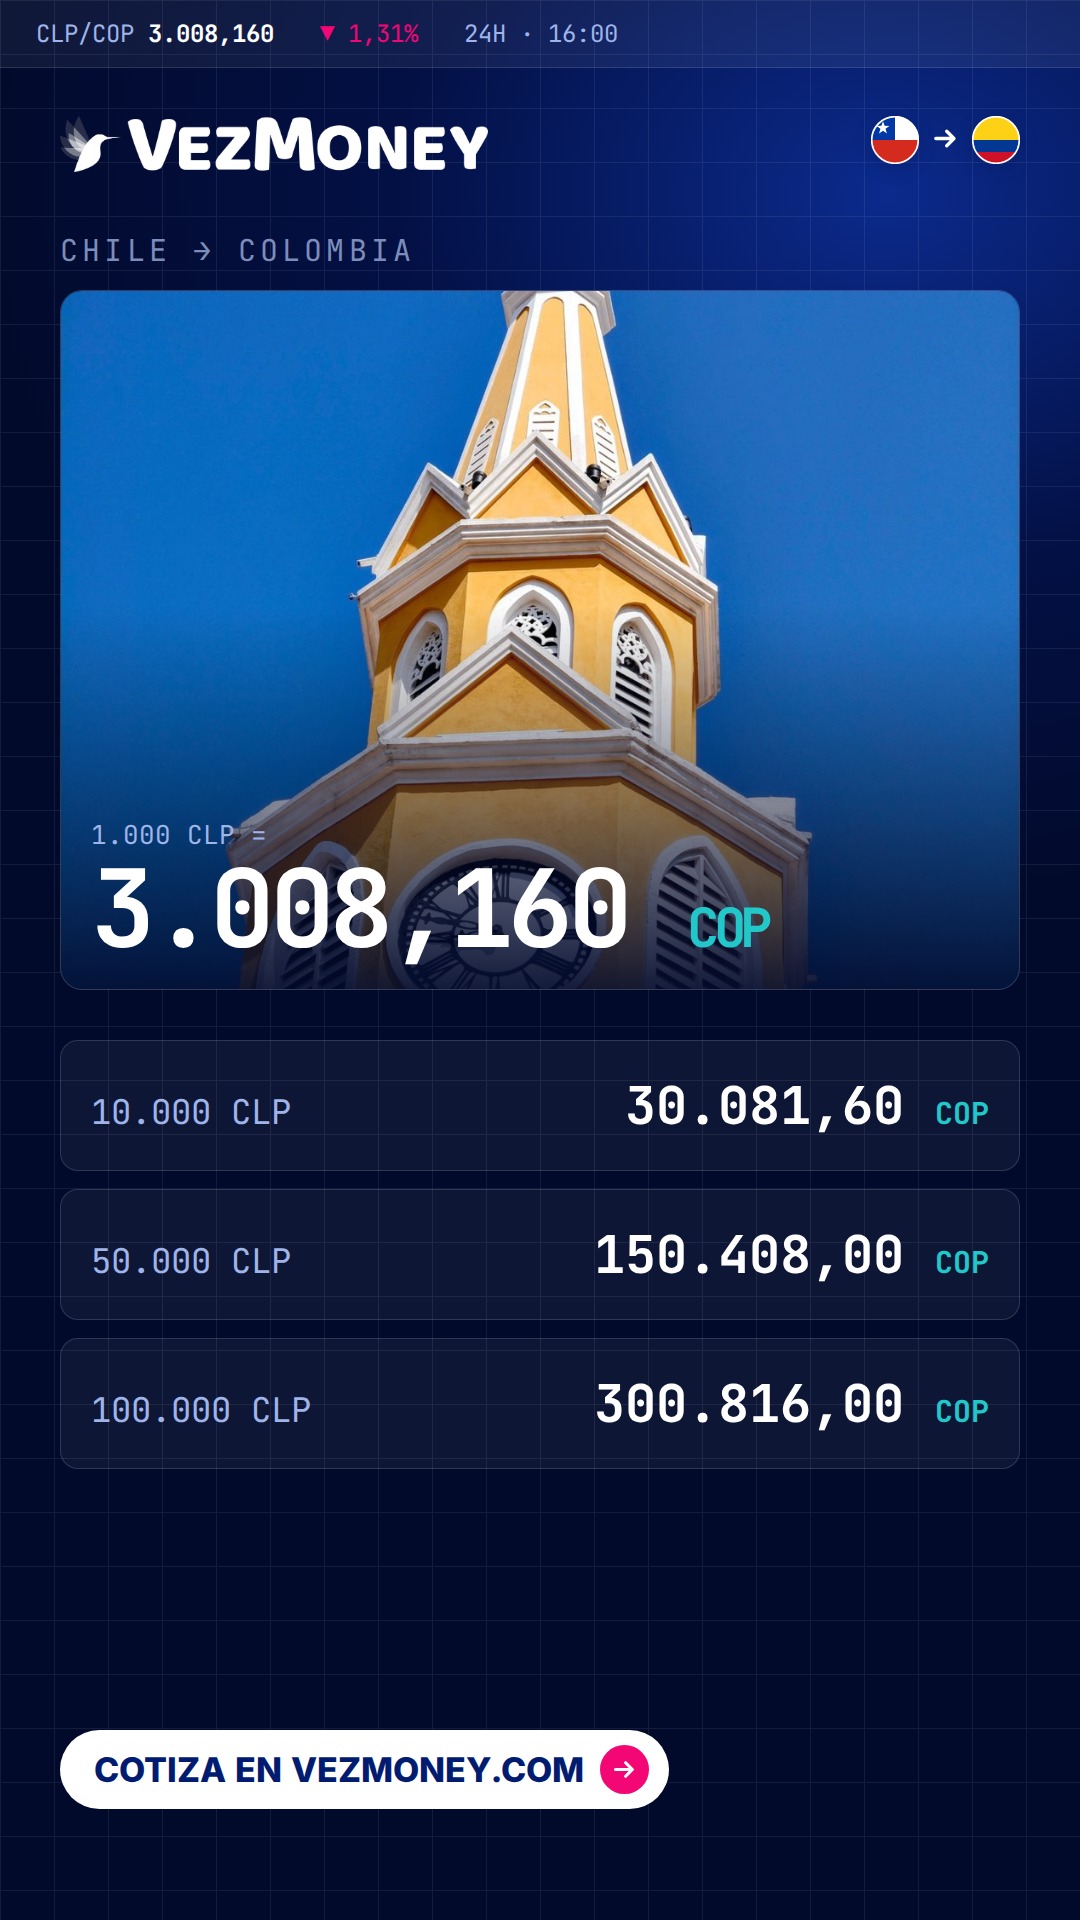 CLP/COP 3.008,160 ▼ 1,31% 24H · 16:00
VEZMONEY
CHILE → COLOMBIA
1.000 CLP =
3.008,160 COP
10.000 CLP 30.081,60 COP
50.000 CLP 150.408,00 COP
100.000 CLP 300.816,00 COP
COTIZA EN VEZMONEY.COM